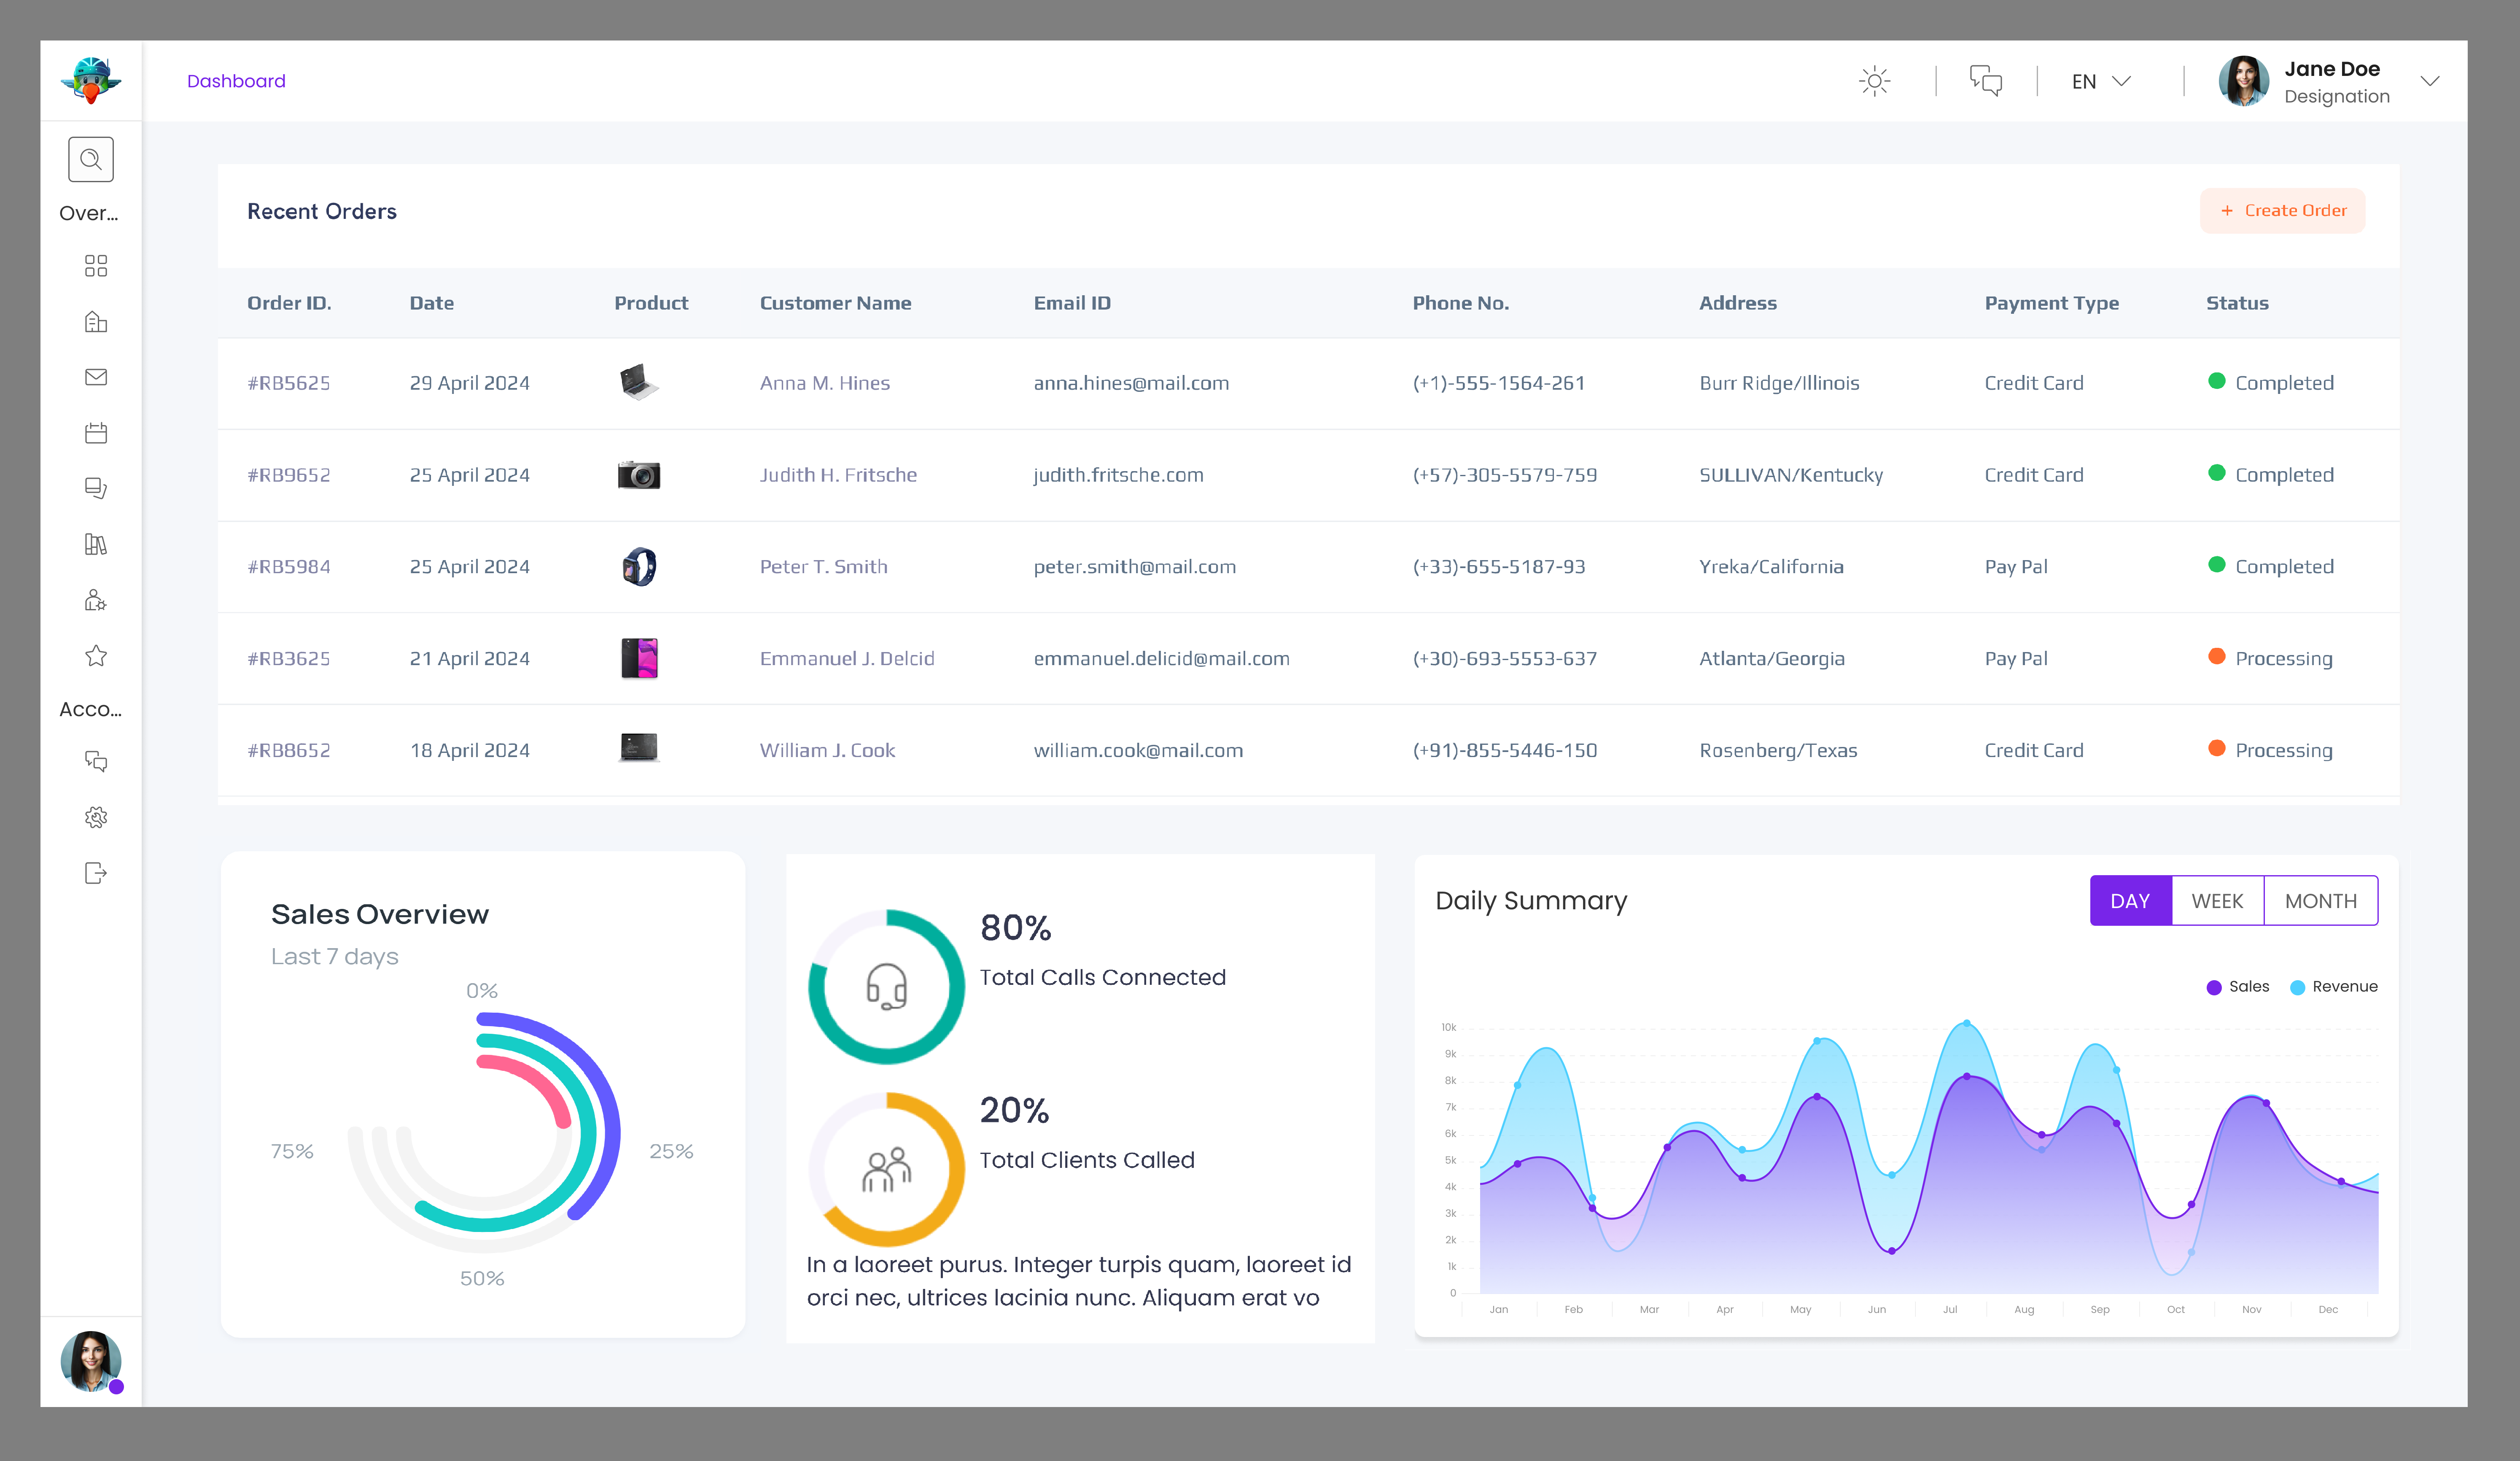 Dashboard
EN
Jane Doe
Designation
Over...
Acco...
Recent Orders
+ Create Order
Order ID. Date Product Customer Name Email ID Phone No. Address Payment Type Status
#RB5625 29 April 2024 Anna M. Hines anna.hines@mail.com (+1)-555-1564-261 Burr Ridge/Illinois Credit Card Completed
#RB9652 25 April 2024 Judith H. Fritsche judith.fritsche.com (+57)-305-5579-759 SULLIVAN/Kentucky Credit Card Completed
#RB5984 25 April 2024 Peter T. Smith peter.smith@mail.com (+33)-655-5187-93 Yreka/California Pay Pal Completed
#RB3625 21 April 2024 Emmanuel J. Delcid emmanuel.delicid@mail.com (+30)-693-5553-637 Atlanta/Georgia Pay Pal Processing
#RB8652 18 April 2024 William J. Cook william.cook@mail.com (+91)-855-5446-150 Rosenberg/Texas Credit Card Processing
Sales Overview
Last 7 days
0%
75%
25%
50%
80%
Total Calls Connected
20%
Total Clients Called
In a laoreet purus. Integer turpis quam, laoreet id
orci nec, ultrices lacinia nunc. Aliquam erat vo
Daily Summary
DAY WEEK MONTH
Sales Revenue
10k
9k
8k
7k
6k
5k
4k
3k
2k
1k
0
Jan Feb Mar Apr May Jun Jul Aug Sep Oct Nov Dec